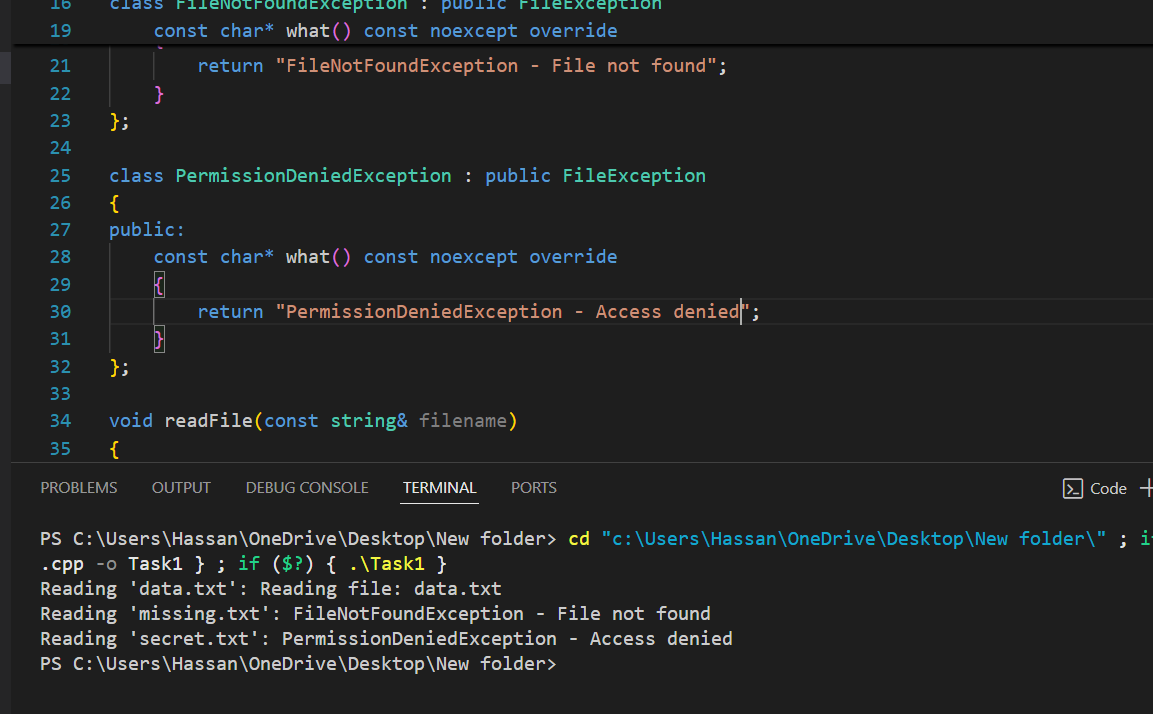 16 class FileNotFoundException : public FileException
19 const char* what() const noexcept override
21 return "FileNotFoundException - File not found";
22 }
23 };
24
25 class PermissionDeniedException : public FileException
26 {
27 public:
28 const char* what() const noexcept override
29 {
30 return "PermissionDeniedException - Access denied";
31 }
32 };
33
34 void readFile(const string& filename)
35 {
PROBLEMS OUTPUT DEBUG CONSOLE TERMINAL PORTS Code
PS C:\Users\Hassan\OneDrive\Desktop\New folder> cd "c:\Users\Hassan\OneDrive\Desktop\New folder\" ; if
.cpp -o Task1 } ; if ($?) { .\Task1 }
Reading 'data.txt': Reading file: data.txt
Reading 'missing.txt': FileNotFoundException - File not found
Reading 'secret.txt': PermissionDeniedException - Access denied
PS C:\Users\Hassan\OneDrive\Desktop\New folder>